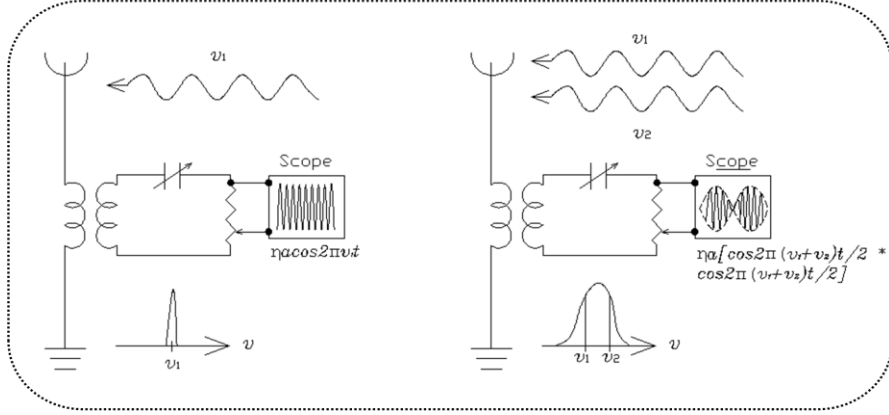 υ₁
Scope
ηacos2πυ₁t
υ₁
υ
υ₁
υ₂
Scope
ηa[cos2π(υ₁+υ₂)t/2 *
cos2π(υ₁+υ₂)t/2]
υ₁ υ₂
υ